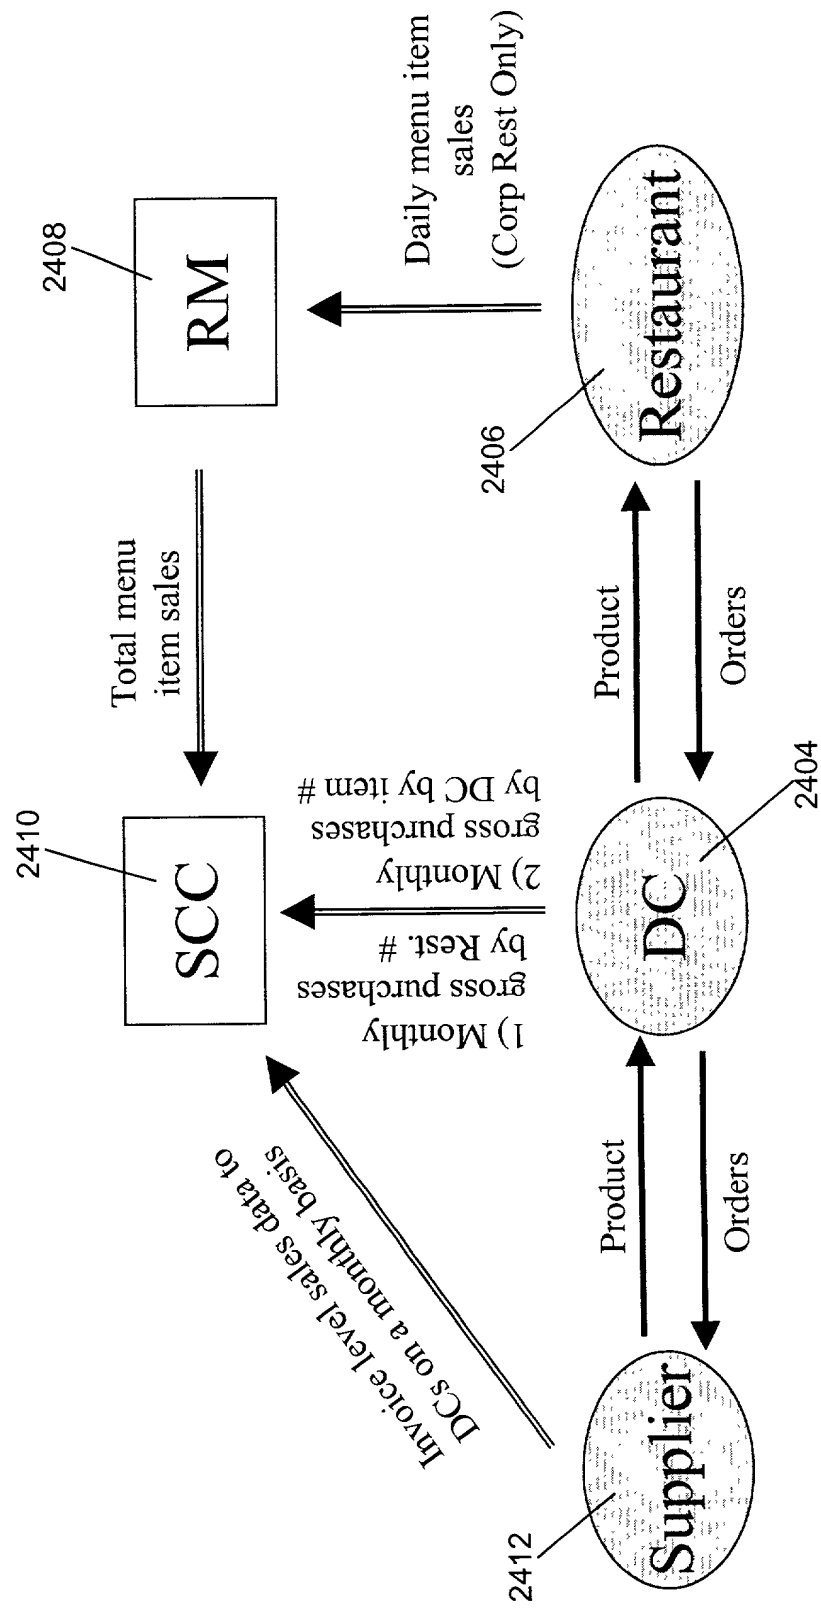 2410
SCC
Total menu
item sales
2408
RM
Invoice level sales data to
DCs on a monthly basis
1) Monthly
gross purchases
by Rest. #
2) Monthly
gross purchases
by DC by item #
Daily menu item
sales
(Corp Rest Only)
2412
Supplier
Product
Orders
DC
2404
Product
Orders
2406
Restaurant